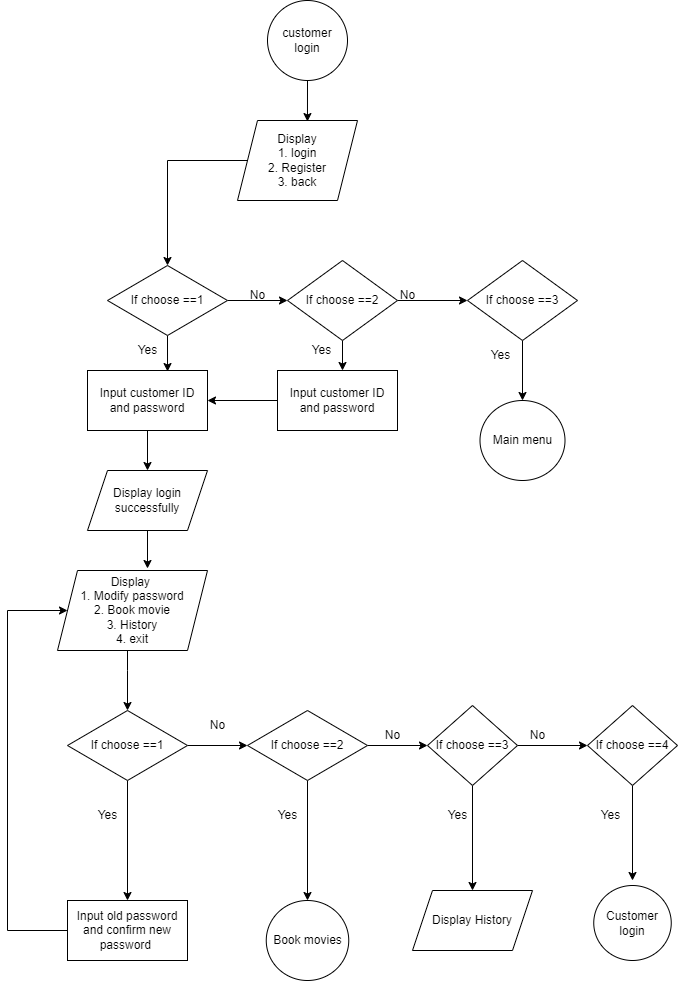 customer
login
Display
1. login
2. Register
3. back
If choose ==1
No
If choose ==2
No
If choose ==3
Yes
Yes
Yes
Input customer ID
and password
Input customer ID
and password
Main menu
Display login
successfully
Display
1. Modify password
2. Book movie
3. History
4. exit
If choose ==1
No
If choose ==2
No
If choose ==3
No
If choose ==4
Yes
Yes
Yes
Yes
Input old password
and confirm new
password
Book movies
Display History
Customer
login